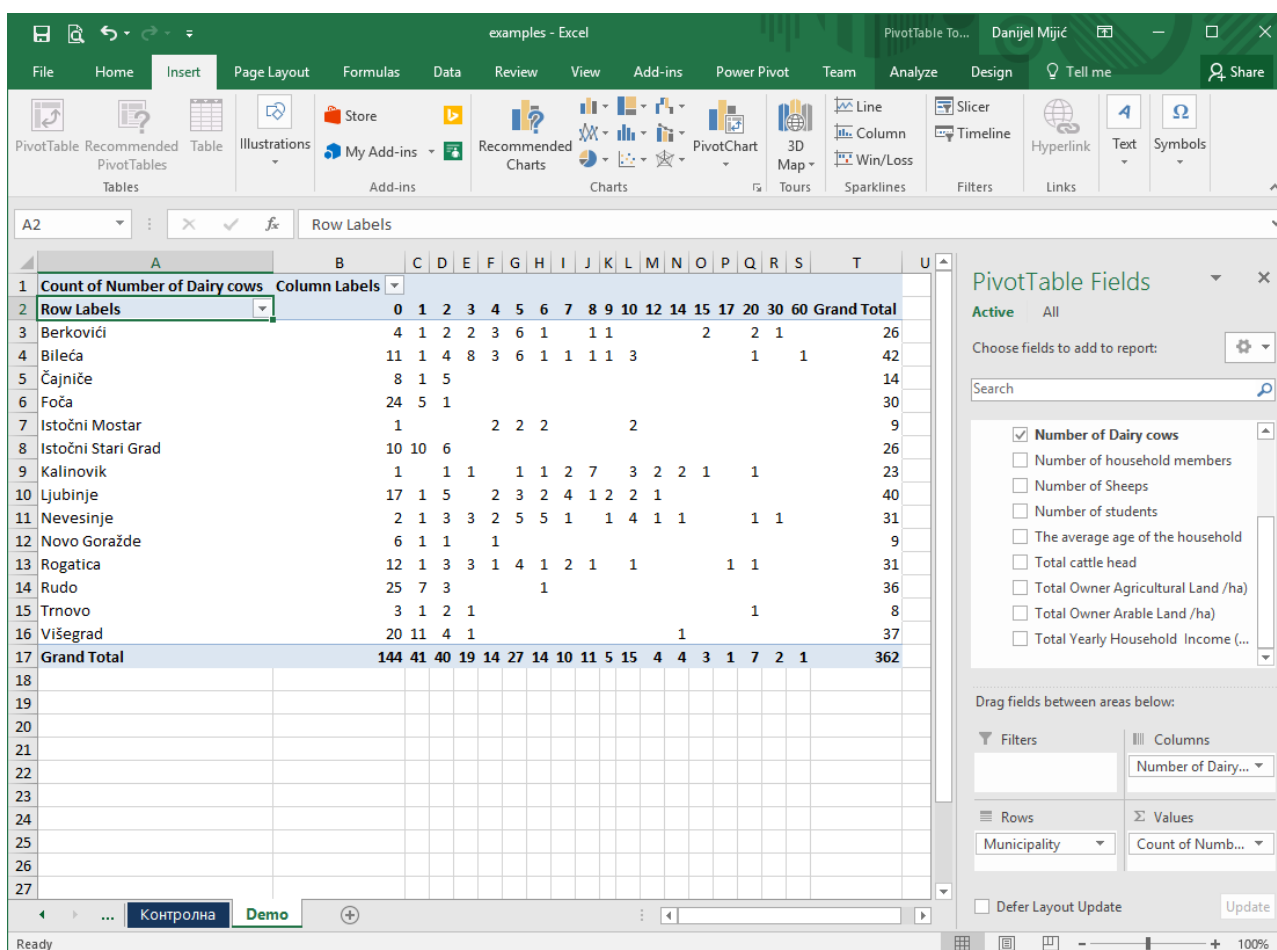 examples - Excel
PivotTable To...
Danijel Mijić
File Home Insert Page Layout Formulas Data Review View Add-ins Power Pivot Team Analyze Design Tell me Share
PivotTable
Recommended PivotTables
Table
Tables
Illustrations
Store
My Add-ins
Add-ins
Recommended Charts
PivotChart
Charts
3D Map
Tours
Line
Column
Win/Loss
Sparklines
Slicer
Timeline
Filters
Hyperlink
Links
Text
Symbols
A2 fx Row Labels
A B C D E F G H I J K L M N O P Q R S T U
1 Count of Number of Dairy cows Column Labels
2 Row Labels 0 1 2 3 4 5 6 7 8 9 10 12 14 15 17 20 30 60 Grand Total
3 Berkovići 4 1 2 2 3 6 1 1 1 2 2 1 26
4 Bileća 11 1 4 8 3 6 1 1 1 1 3 1 1 42
5 Čajniče 8 1 5 14
6 Foča 24 5 1 30
7 Istočni Mostar 1 2 2 2 2 9
8 Istočni Stari Grad 10 10 6 26
9 Kalinovik 1 1 1 1 1 2 7 3 2 2 1 1 23
10 Ljubinje 17 1 5 2 3 2 4 1 2 2 1 40
11 Nevesinje 2 1 3 3 2 5 5 1 1 4 1 1 1 1 31
12 Novo Goražde 6 1 1 1 9
13 Rogatica 12 1 3 3 1 4 1 2 1 1 1 1 31
14 Rudo 25 7 3 1 36
15 Trnovo 3 1 2 1 1 8
16 Višegrad 20 11 4 1 1 37
17 Grand Total 144 41 40 19 14 27 14 10 11 5 15 4 4 3 1 7 2 1 362
18
19
20
21
22
23
24
25
26
27
... Контролна Demo
Ready
100%
PivotTable Fields
Active All
Choose fields to add to report:
Search
Number of Dairy cows
Number of household members
Number of Sheeps
Number of students
The average age of the household
Total cattle head
Total Owner Agricultural Land /ha)
Total Owner Arable Land /ha)
Total Yearly Household Income (...
Drag fields between areas below:
Filters
Columns
Number of Dairy...
Rows
Municipality
Σ Values
Count of Numb...
Defer Layout Update
Update